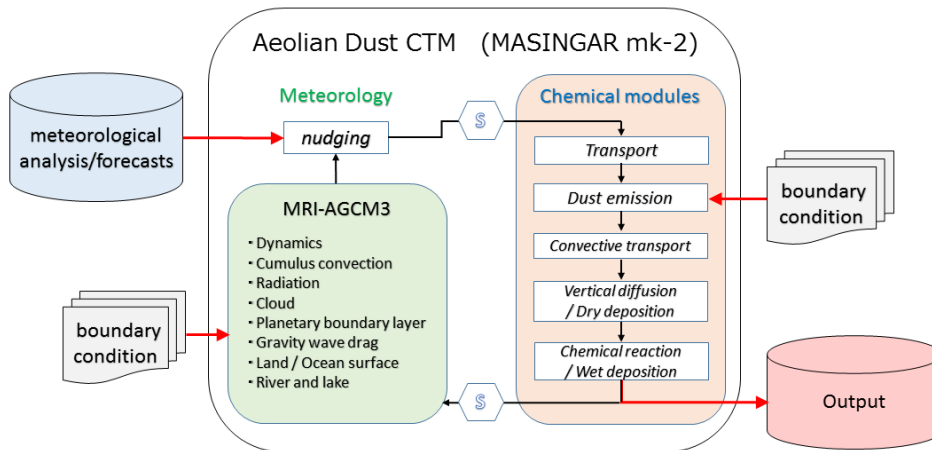 Aeolian Dust CTM (MASINGAR mk-2)
meteorological
analysis/forecasts
Meteorology
nudging
S
Chemical modules
Transport
Dust emission
Convective transport
Vertical diffusion
/ Dry deposition
Chemical reaction
/ Wet deposition
boundary
condition
MRI-AGCM3
・Dynamics
・Cumulus convection
・Radiation
・Cloud
・Planetary boundary layer
・Gravity wave drag
・Land / Ocean surface
・River and lake
boundary
condition
S
Output